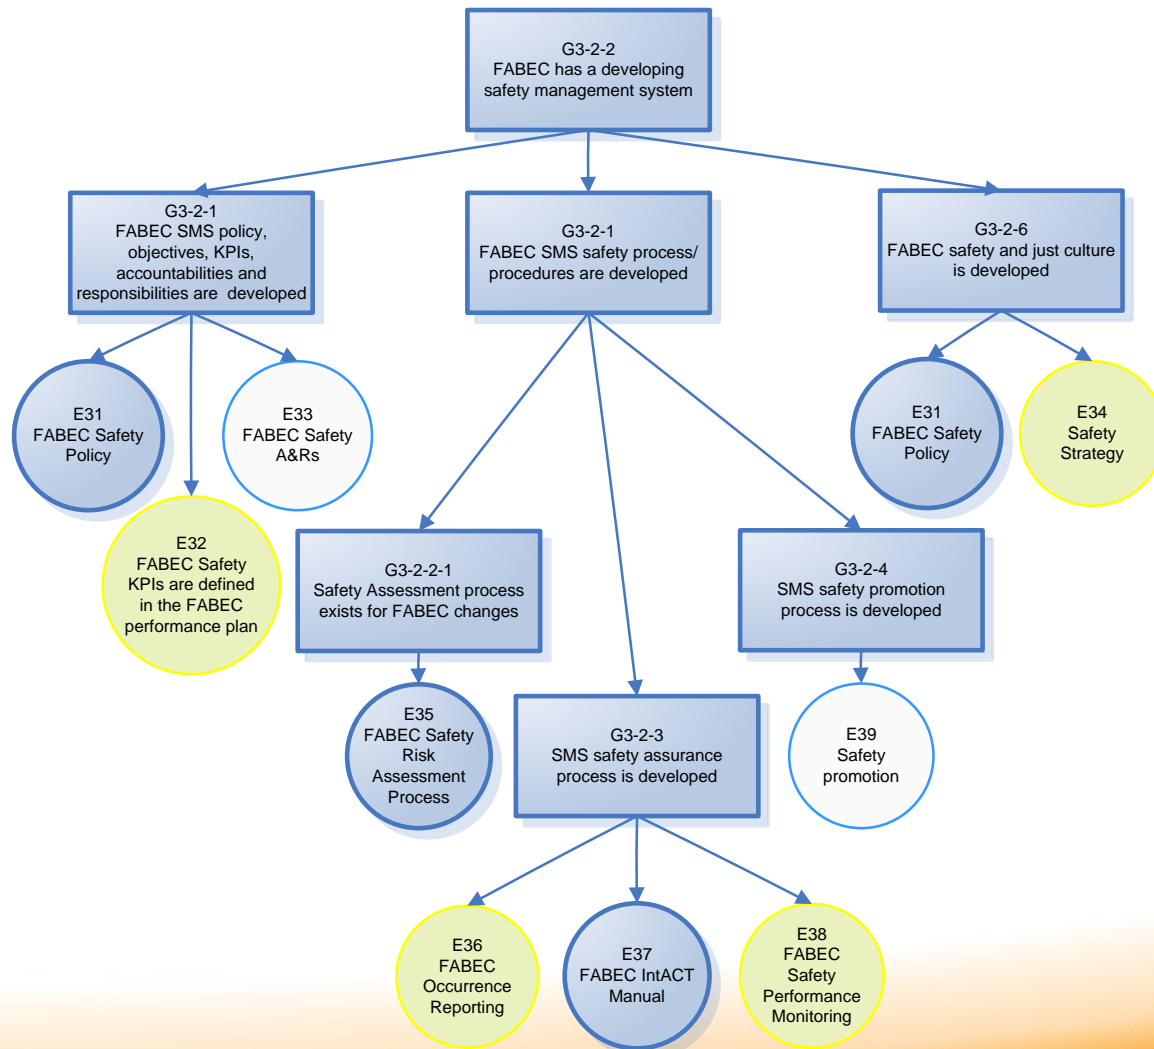 G3-2-2
FABEC has a developing
safety management system
G3-2-1
FABEC SMS policy,
objectives, KPIs,
accountabilities and
responsibilities are developed
G3-2-1
FABEC SMS safety process/
procedures are developed
G3-2-6
FABEC safety and just culture
is developed
E31
FABEC Safety
Policy
E33
FABEC Safety
A&Rs
E31
FABEC Safety
Policy
E34
Safety
Strategy
E32
FABEC Safety
KPIs are defined
in the FABEC
performance plan
G3-2-2-1
Safety Assessment process
exists for FABEC changes
G3-2-4
SMS safety promotion
process is developed
E35
FABEC Safety
Risk
Assessment
Process
G3-2-3
SMS safety assurance
process is developed
E39
Safety
promotion
E36
FABEC
Occurrence
Reporting
E37
FABEC IntACT
Manual
E38
FABEC
Safety
Performance
Monitoring